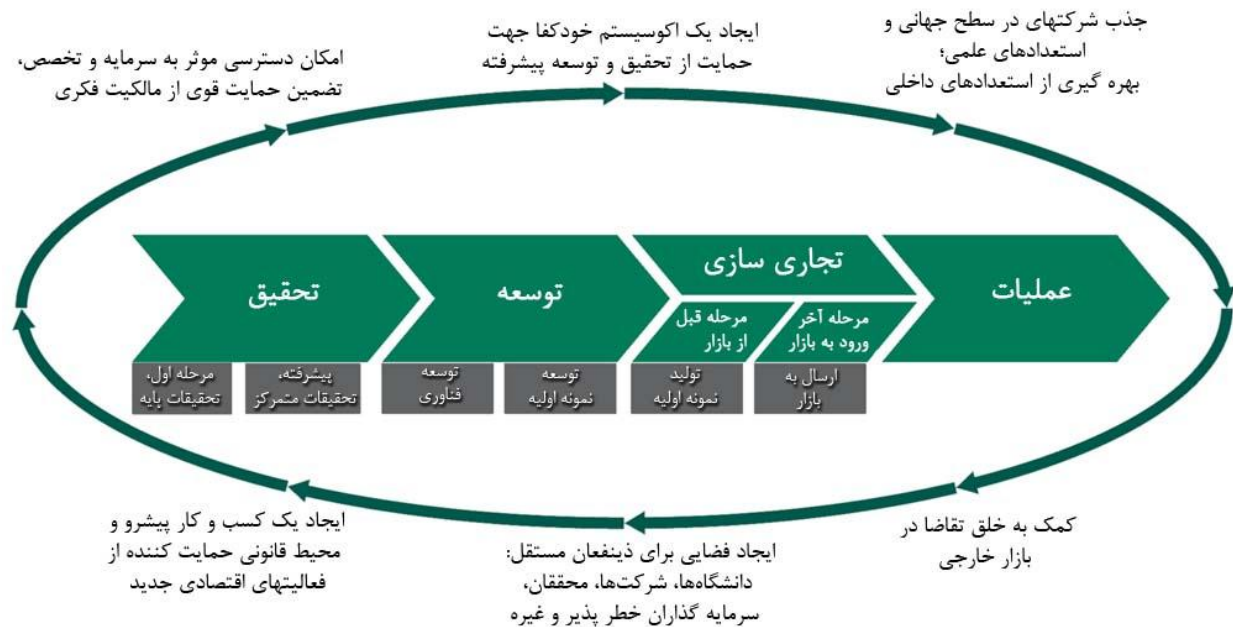 جذب شرکتهای در سطح جهانی و
استعدادهای علمی؛
بهره گیری از استعدادهای داخلی
ایجاد یک اکوسیستم خودکفا جهت
حمایت از تحقیق و توسعه پیشرفته
امکان دسترسی موثر به سرمایه و تخصص،
تضمین حمایت قوی از مالکیت فکری
تحقیق
توسعه
تجاری سازی
عملیات
مرحله قبل
از بازار
مرحله آخر
ورود به بازار
مرحله اول،
تحقیقات پایه
پیشرفته،
تحقیقات متمرکز
توسعه
فناوری
توسعه
نمونه اولیه
تولید
نمونه اولیه
ارسال به
بازار
کمک به خلق تقاضا در
بازار خارجی
ایجاد فضایی برای ذینفعان مستقل:
دانشگاه‌ها، شرکت‌ها، محققان،
سرمایه گذاران خطر پذیر و غیره
ایجاد یک کسب و کار پیشرو و
محیط قانونی حمایت کننده از
فعالیتهای اقتصادی جدید